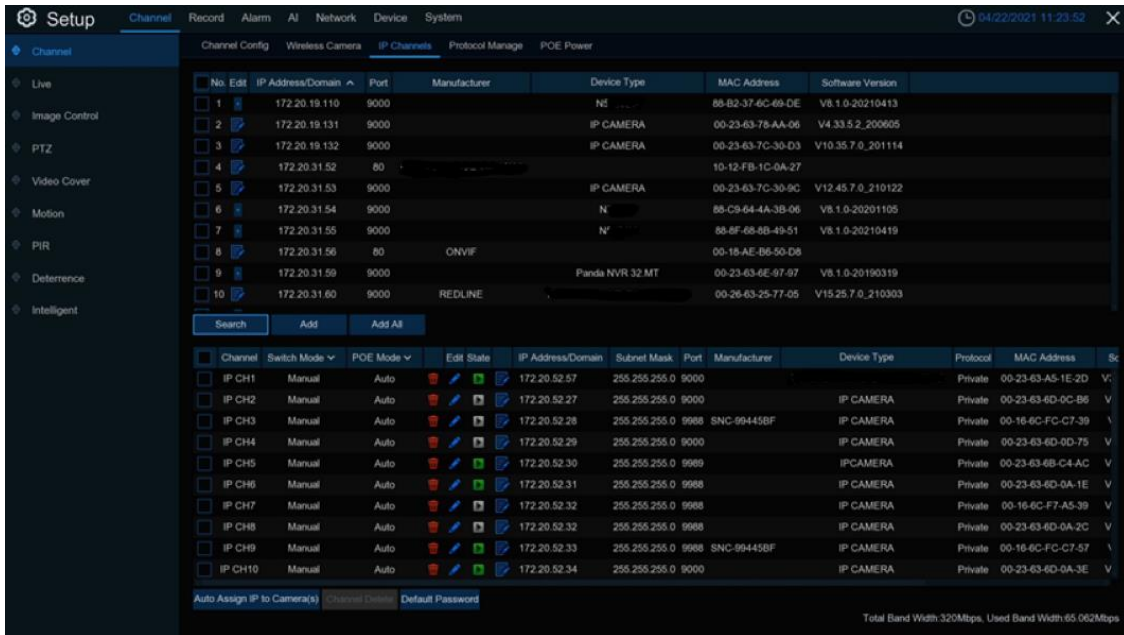 Setup Channel Record Alarm AI Network Device System 04/22/2021 11:23:52
Channel Channel Config Wireless Camera IP Channels Protocol Manage POE Power
Live
Image Control
PTZ
Video Cover
Motion
PIR
Deterrence
Intelligent
No. Edit IP Address/Domain Port Manufacturer Device Type MAC Address Software Version
1 172.20.19.110 9000 88-B2-37-6C-69-DE V8.1.0-20210413
2 172.20.19.131 9000 IP CAMERA 00-23-63-78-AA-06 V4.33.5.2_200605
3 172.20.19.132 9000 IP CAMERA 00-23-63-7C-30-D3 V10.35.7.0_201114
4 172.20.31.52 80 10-12-FB-1C-0A-27
5 172.20.31.53 9000 IP CAMERA 00-23-63-7C-30-9C V12.45.7.0_210122
6 172.20.31.54 9000 88-C9-64-4A-3B-06 V8.1.0-20201105
7 172.20.31.55 9000 88-8F-68-8B-49-51 V8.1.0-20210419
8 172.20.31.56 80 ONVIF 00-18-AE-B6-50-D8
9 172.20.31.59 9000 Panda NVR 32.MT 00-23-63-6E-97-97 V8.1.0-20190319
10 172.20.31.60 9000 REDLINE 00-26-63-25-77-05 V15.25.7.0_210303
Search Add Add All
Channel Switch Mode POE Mode Edit State IP Address/Domain Subnet Mask Port Manufacturer Device Type Protocol MAC Address
IP CH1 Manual Auto 172.20.52.57 255.255.255.0 9000 Private 00-23-63-A5-1E-2D
IP CH2 Manual Auto 172.20.52.27 255.255.255.0 9000 IP CAMERA Private 00-23-63-6D-0C-B6
IP CH3 Manual Auto 172.20.52.28 255.255.255.0 9988 SNC-99445BF IP CAMERA Private 00-16-6C-FC-C7-39
IP CH4 Manual Auto 172.20.52.29 255.255.255.0 9000 IP CAMERA Private 00-23-63-6D-0D-75
IP CH5 Manual Auto 172.20.52.30 255.255.255.0 9989 IPCAMERA Private 00-23-63-6B-C4-AC
IP CH6 Manual Auto 172.20.52.31 255.255.255.0 9988 IP CAMERA Private 00-23-63-6D-0A-1E
IP CH7 Manual Auto 172.20.52.32 255.255.255.0 9988 IP CAMERA Private 00-16-6C-F7-A5-39
IP CH8 Manual Auto 172.20.52.32 255.255.255.0 9988 IP CAMERA Private 00-23-63-6D-0A-2C
IP CH9 Manual Auto 172.20.52.33 255.255.255.0 9988 SNC-99445BF IP CAMERA Private 00-16-6C-FC-C7-57
IP CH10 Manual Auto 172.20.52.34 255.255.255.0 9000 IP CAMERA Private 00-23-63-6D-0A-3E
Auto Assign IP to Camera(s) Channel Delete Default Password
Total Band Width:320Mbps, Used Band Width:65.062Mbps